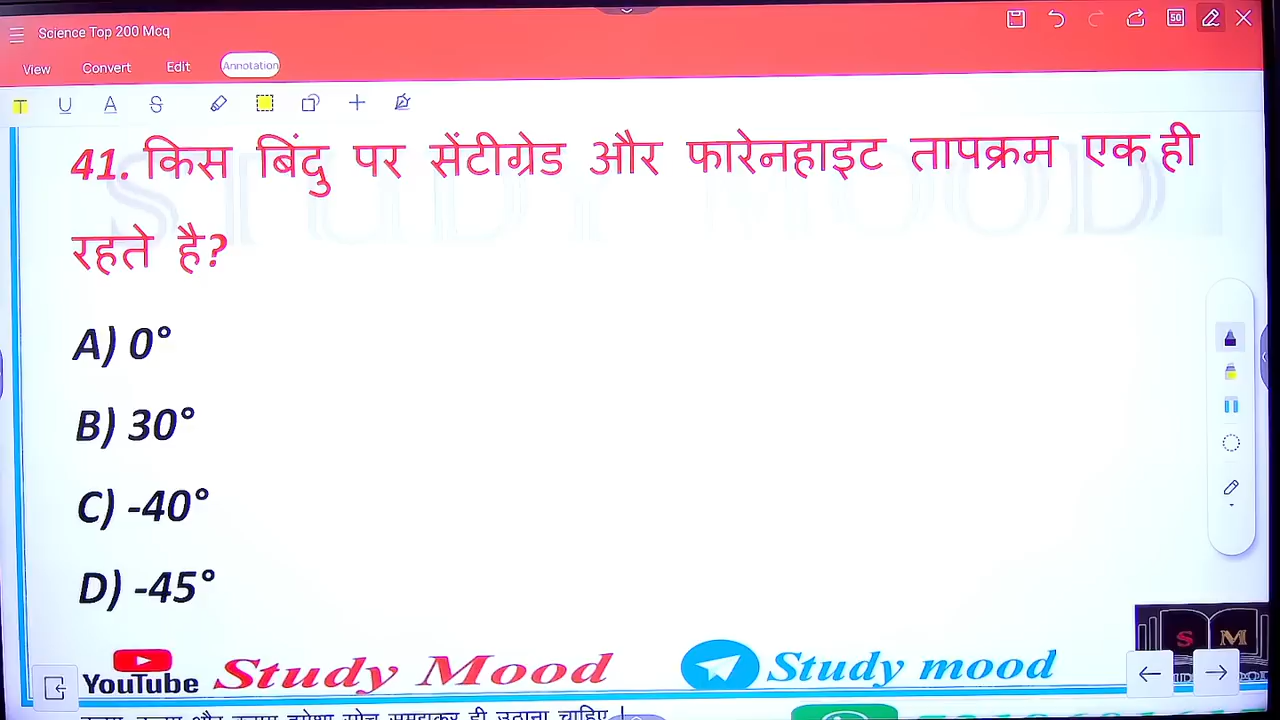 Science Top 200 Mcq
50
View Convert Edit Annotation
T U A S
41. किस बिंदु पर सेंटीग्रेड और फारेनहाइट तापक्रम एक ही
रहते है?
A) 0°
B) 30°
C) -40°
D) -45°
S M
YouTube Study Mood Study mood